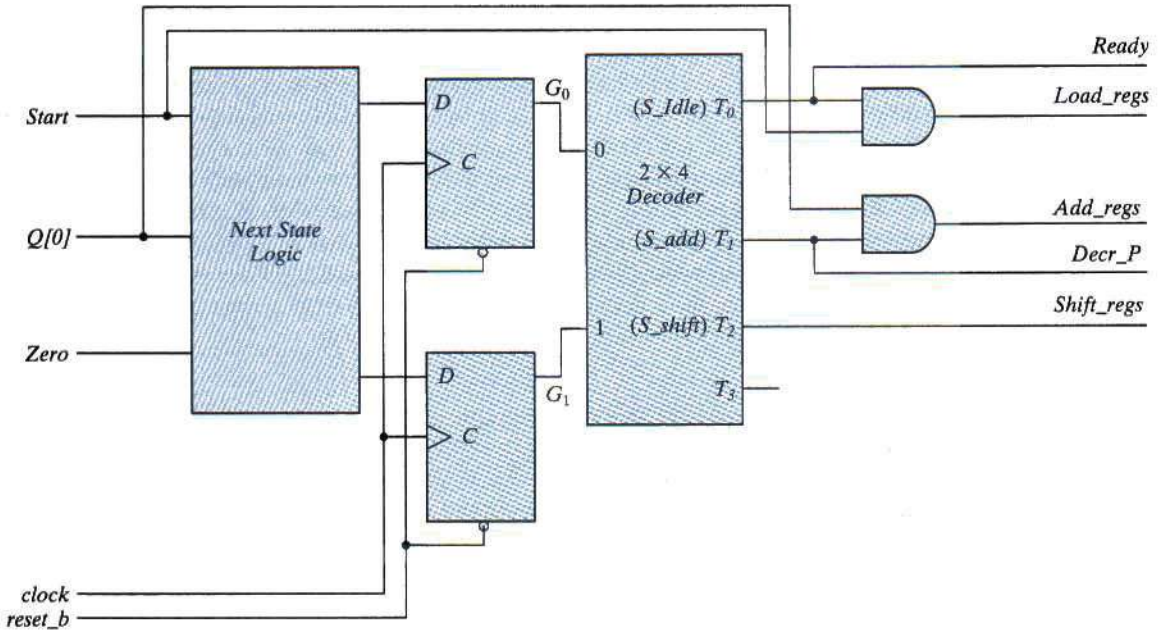 Ready
Start
D
G₀
(S_Idle) T₀
Load_regs
C
0
2 × 4
Decoder
Q[0]
Next State
Logic
(S_add) T₁
Add_regs
Decr_P
Zero
1
(S_shift) T₂
Shift_regs
D
G₁
T₃
C
clock
reset_b